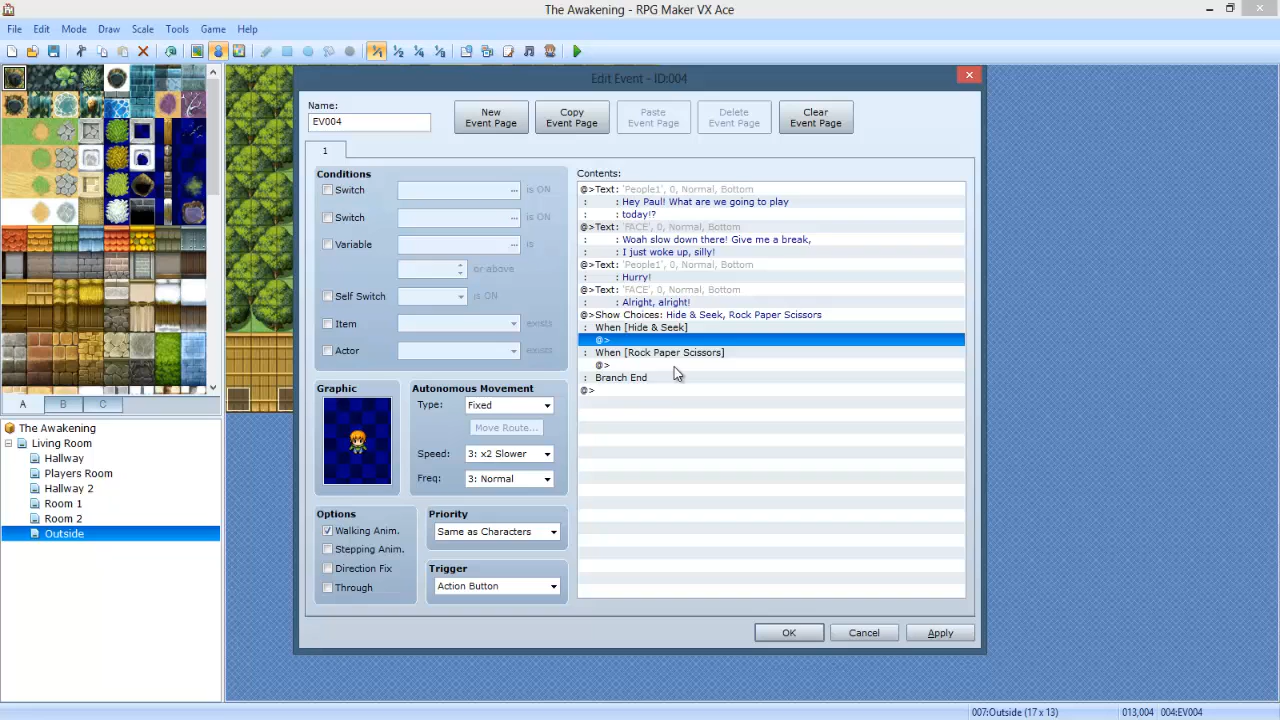 The Awakening - RPG Maker VX Ace
File Edit Mode Draw Scale Tools Game Help
Edit Event - ID:004
Name:
EV004
New Event Page
Copy Event Page
Paste Event Page
Delete Event Page
Clear Event Page
1
Conditions
Switch ... is ON
Switch ... is ON
Variable ... is
or above
Self Switch is ON
Item exists
Actor exists
Graphic
Autonomous Movement
Type: Fixed
Move Route...
Speed: 3: x2 Slower
Freq: 3: Normal
Options
Walking Anim.
Stepping Anim.
Direction Fix
Through
Priority
Same as Characters
Trigger
Action Button
Contents:
@>Text: 'People1', 0, Normal, Bottom
: : Hey Paul! What are we going to play
: : today!?
@>Text: 'FACE', 0, Normal, Bottom
: : Woah slow down there! Give me a break,
: : I just woke up, silly!
@>Text: 'People1', 0, Normal, Bottom
: : Hurry!
@>Text: 'FACE', 0, Normal, Bottom
: : Alright, alright!
@>Show Choices: Hide & Seek, Rock Paper Scissors
: When [Hide & Seek]
@>
: When [Rock Paper Scissors]
@>
: Branch End
@>
OK Cancel Apply
A B C
The Awakening
Living Room
Hallway
Players Room
Hallway 2
Room 1
Room 2
Outside
007:Outside (17 x 13) 013,004 004:EV004